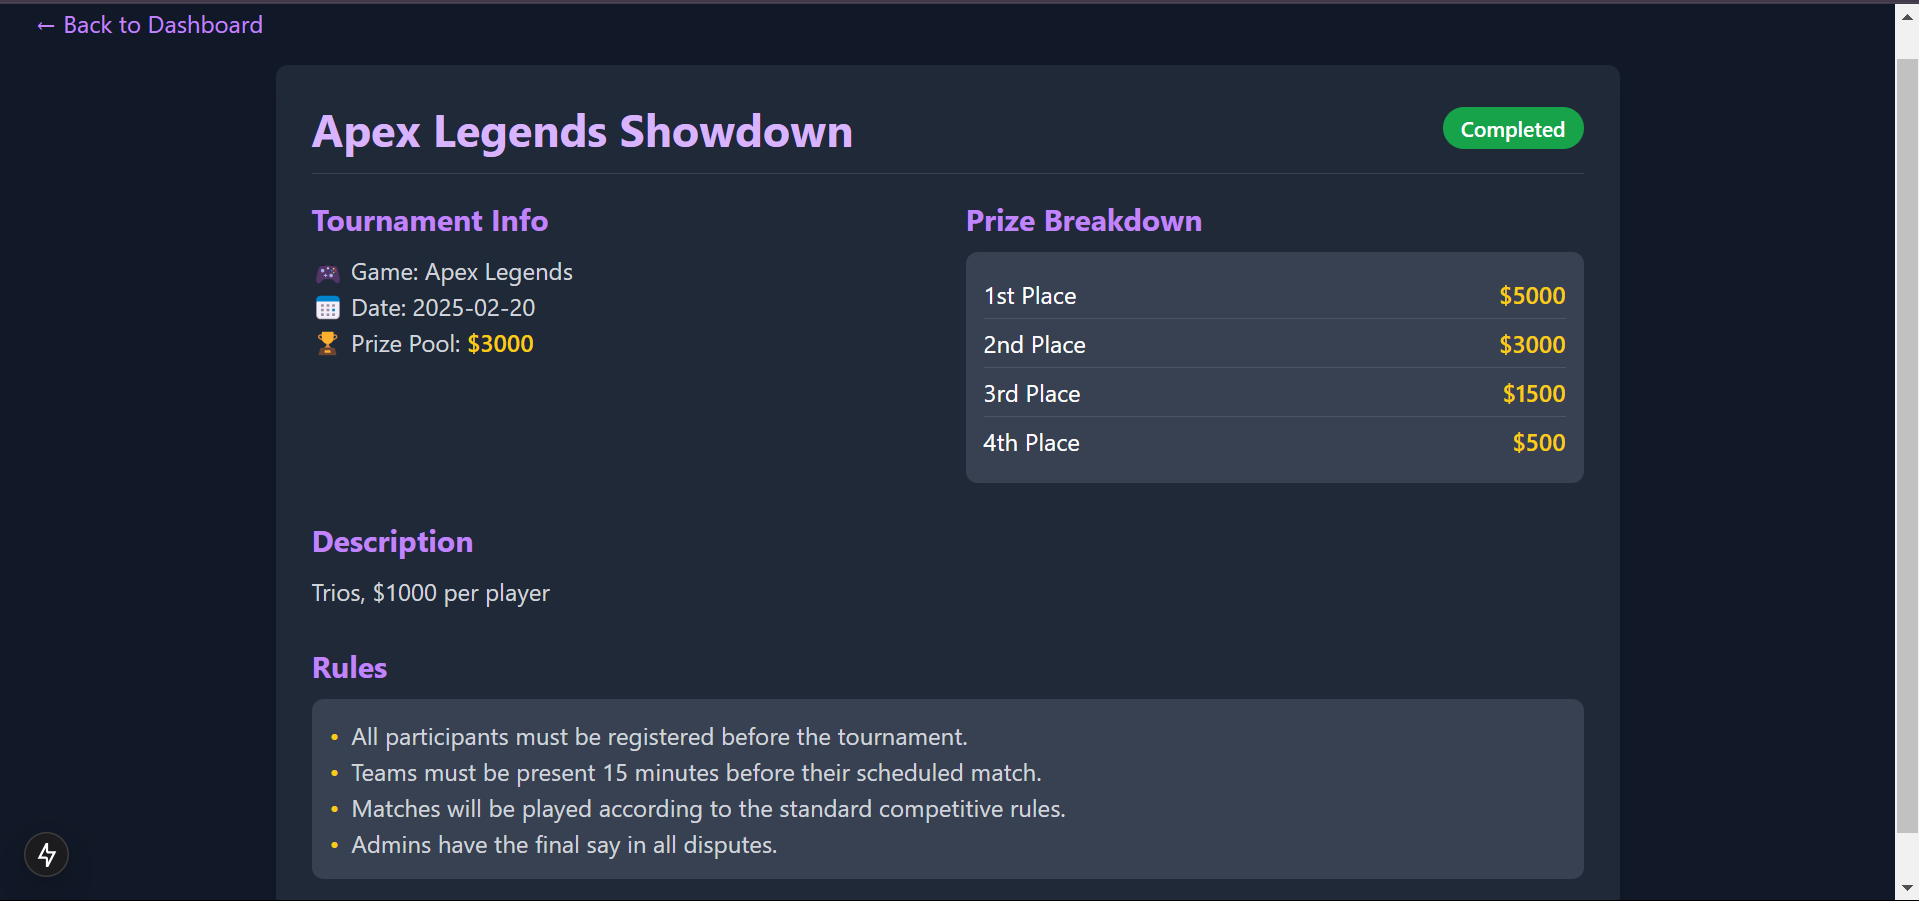 ← Back to Dashboard
Apex Legends Showdown
Completed
Tournament Info
Game: Apex Legends
Date: 2025-02-20
Prize Pool: $3000
Prize Breakdown
1st Place $5000
2nd Place $3000
3rd Place $1500
4th Place $500
Description
Trios, $1000 per player
Rules
• All participants must be registered before the tournament.
• Teams must be present 15 minutes before their scheduled match.
• Matches will be played according to the standard competitive rules.
• Admins have the final say in all disputes.